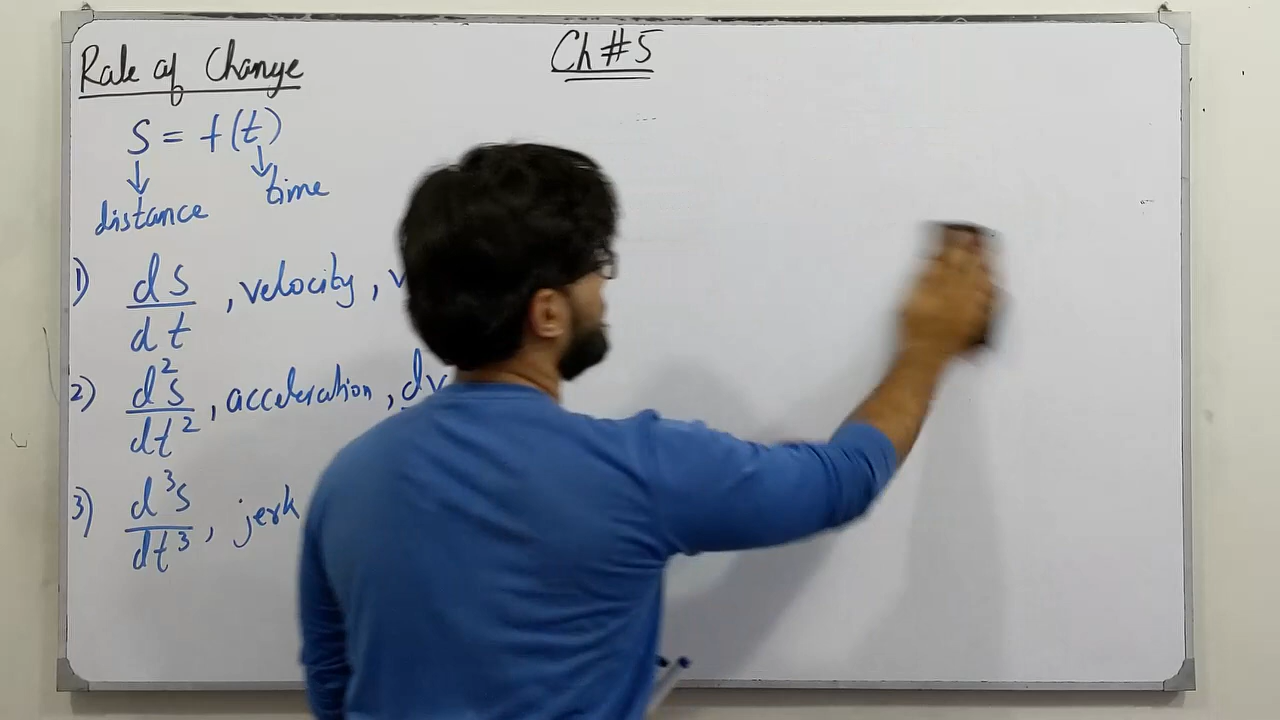 Rate of Change
Ch #5
S = f(t)
distance
time
1) ds/dt , velocity , v
2) d²s/dt² , acceleration , dv
3) d³s/dt³ , jerk